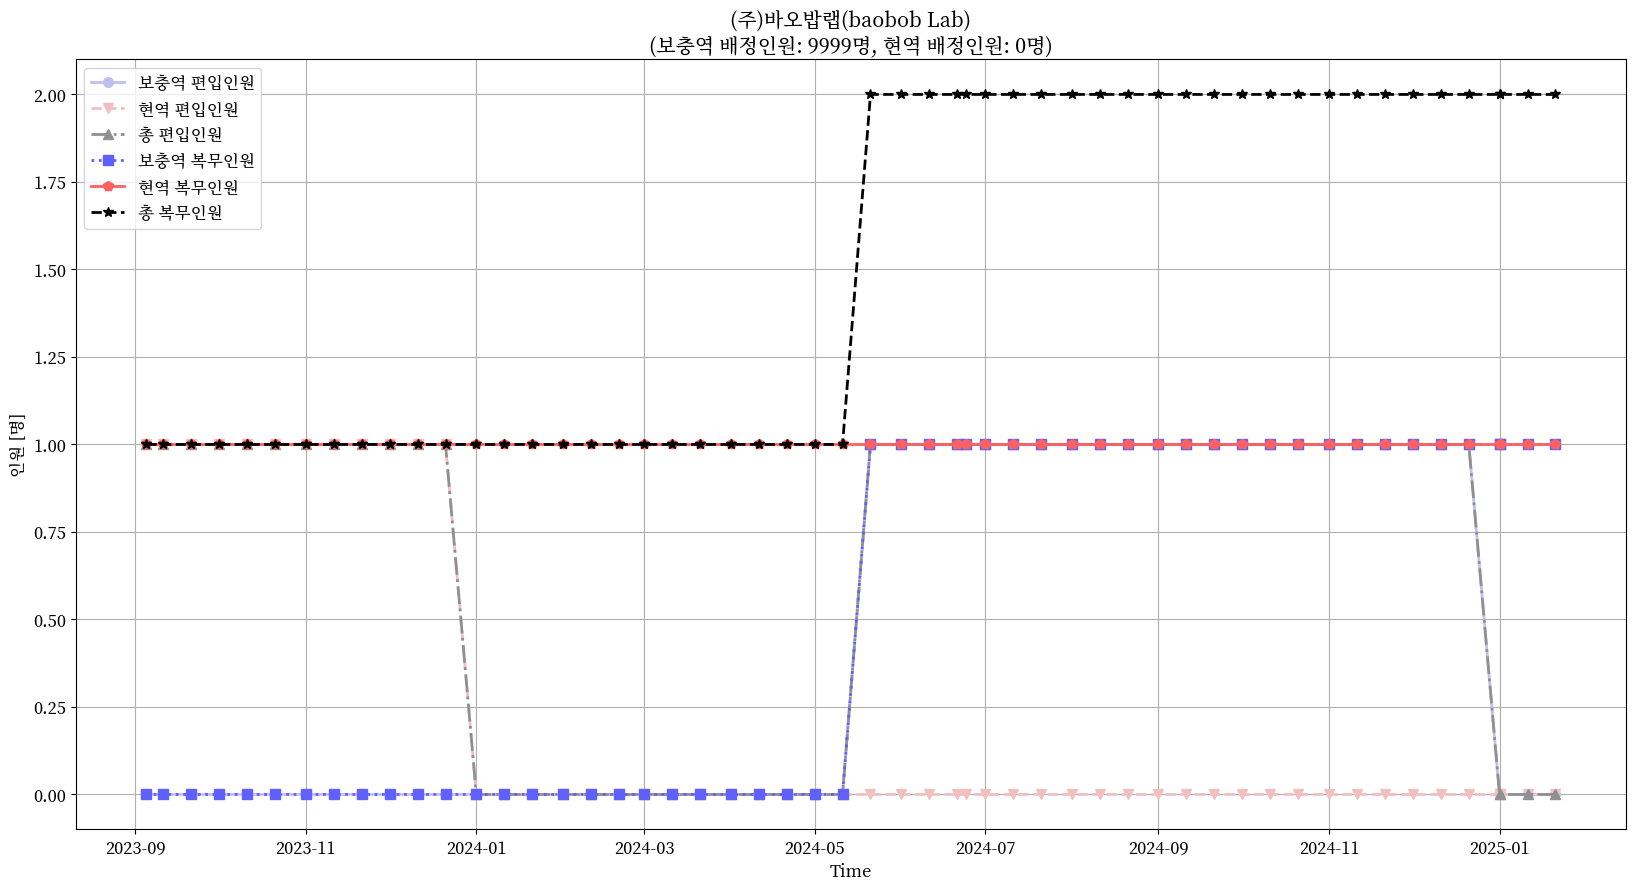 (주)바오밥랩(baobob Lab)
(보충역 배정인원: 9999명, 현역 배정인원: 0명)
보충역 편입인원
현역 편입인원
총 편입인원
보충역 복무인원
현역 복무인원
총 복무인원
2.00
1.75
1.50
1.25
1.00
0.75
0.50
0.25
0.00
인원 [명]
2023-09
2023-11
2024-01
2024-03
2024-05
2024-07
2024-09
2024-11
2025-01
Time